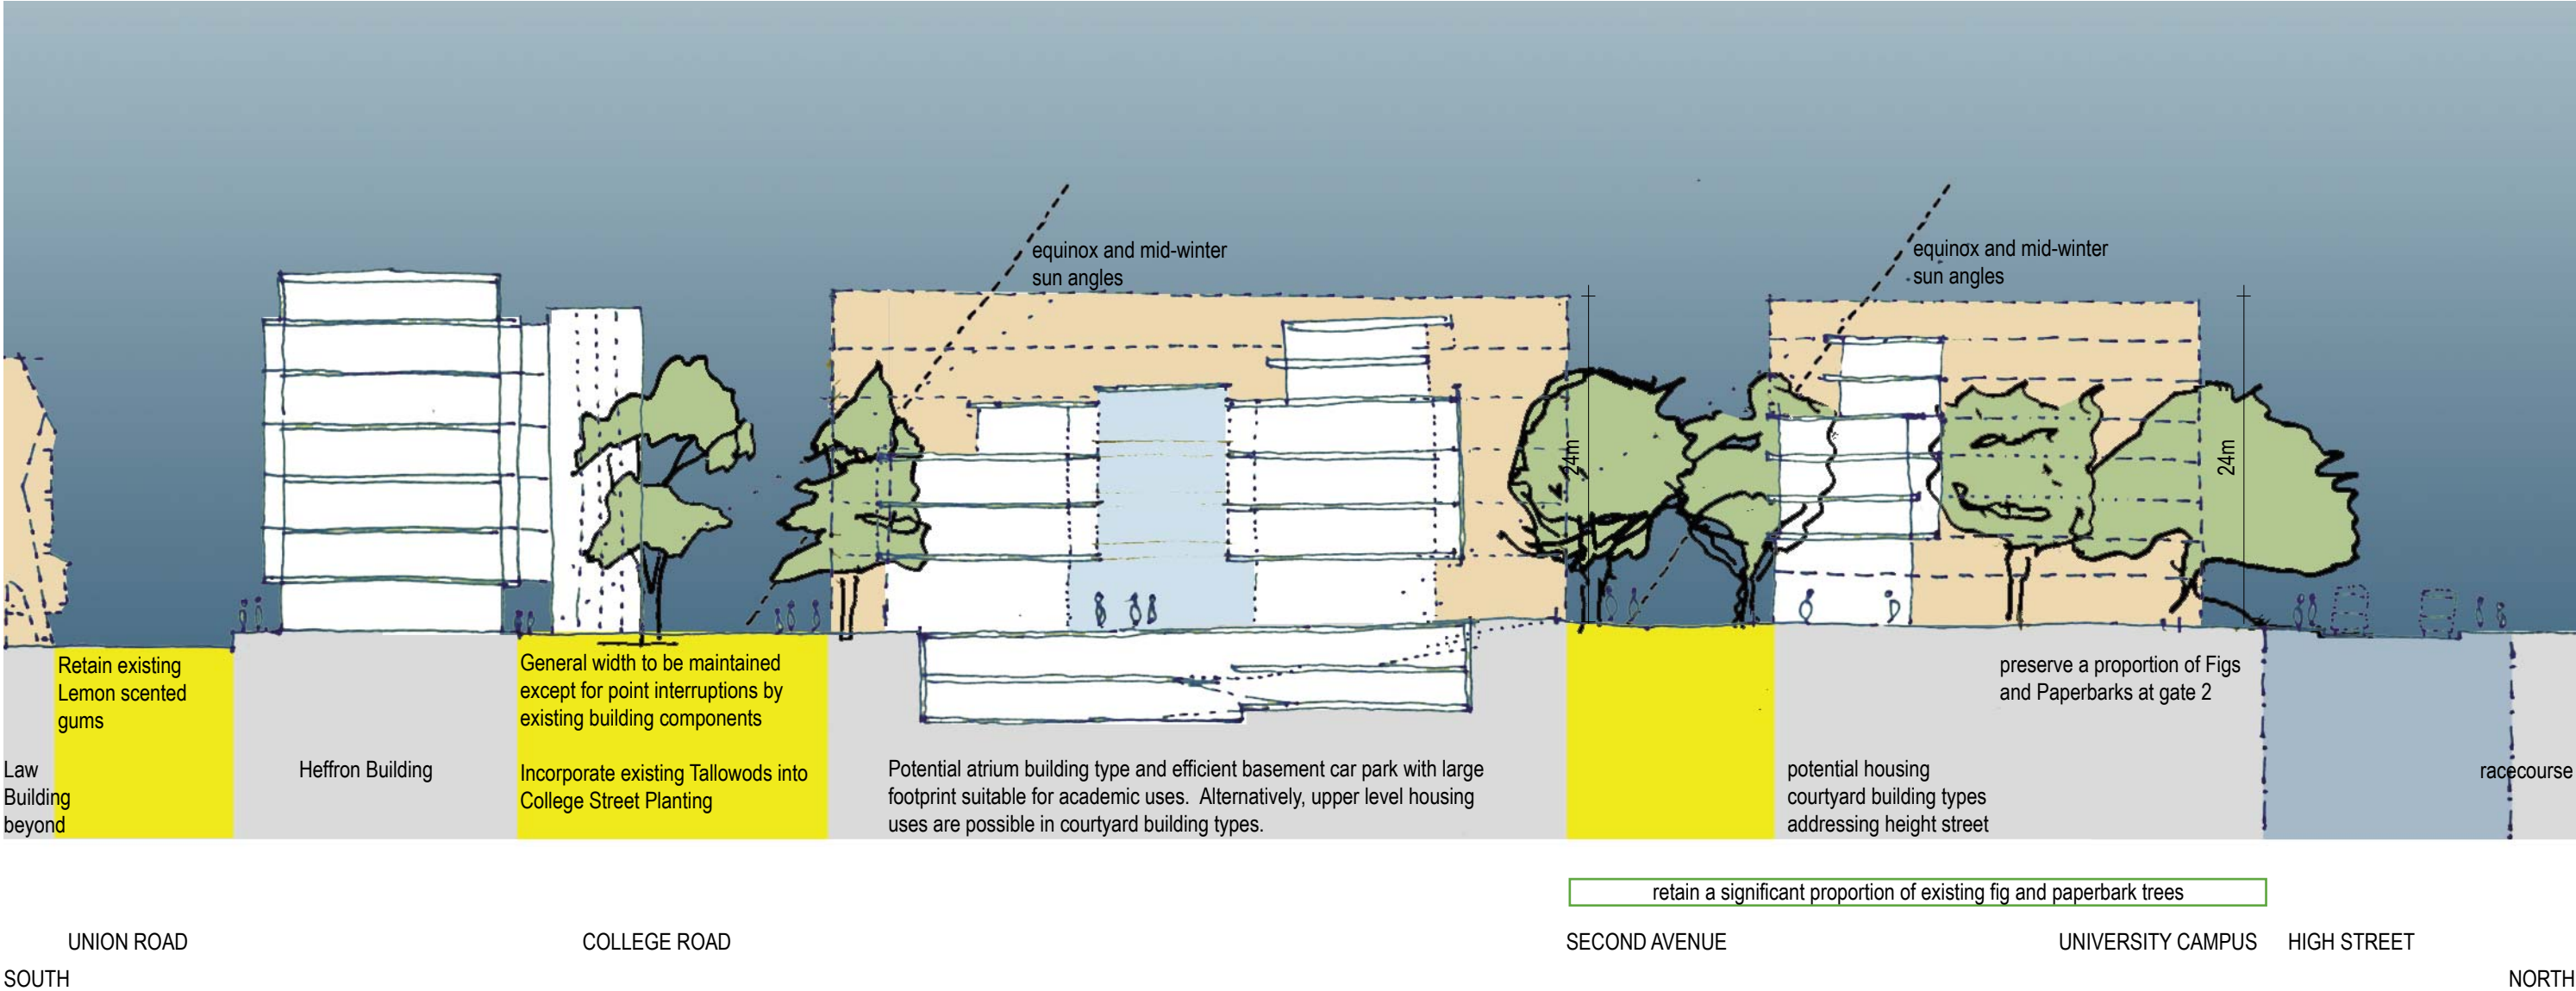 equinox and mid-winter
sun angles
equinox and mid-winter
sun angles
24m
24m
Retain existing
Lemon scented
gums
General width to be maintained
except for point interruptions by
existing building components
preserve a proportion of Figs
and Paperbarks at gate 2
Law
Building
beyond
Heffron Building
Incorporate existing Tallowods into
College Street Planting
Potential atrium building type and efficient basement car park with large
footprint suitable for academic uses.  Alternatively, upper level housing
uses are possible in courtyard building types.
potential housing
courtyard building types
addressing height street
racecourse
retain a significant proportion of existing fig and paperbark trees
UNION ROAD
COLLEGE ROAD
SECOND AVENUE
UNIVERSITY CAMPUS
HIGH STREET
SOUTH
NORTH